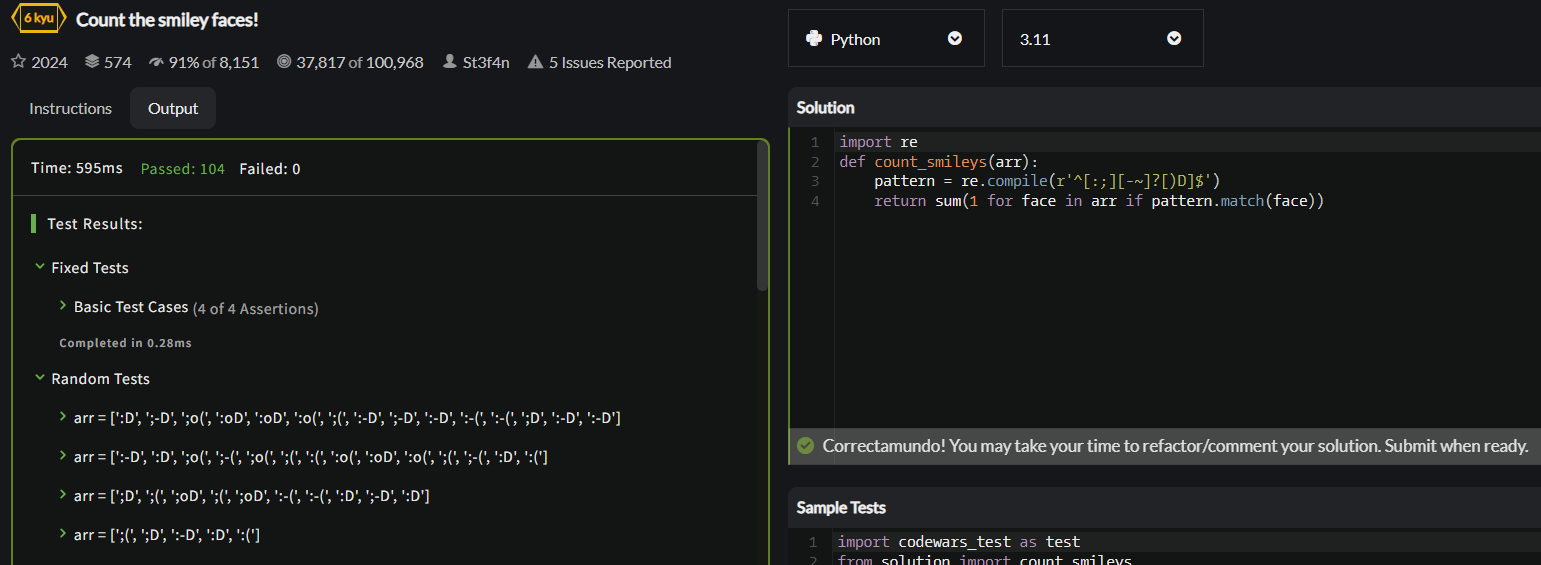 6 kyu Count the smiley faces!
2024 574 91% of 8,151 37,817 of 100,968 St3f4n 5 Issues Reported
Instructions Output
Time: 595ms Passed: 104 Failed: 0
Test Results:
Fixed Tests
Basic Test Cases (4 of 4 Assertions)
Completed in 0.28ms
Random Tests
arr = [':D', ';-D', ';o(', ':oD', ':oD', ':o(', ';(', ':-D', ';-D', ':-D', ':-(', ':-(', ';D', ':-D', ':-D']
arr = [':-D', ':D', ';o(', ';-(', ';o(', ';(', ':(', ':o(', ':oD', ':o(', ';(', ';-(', ':D', ':(']
arr = [';D', ';(', ';oD', ';(', ';oD', ':-(', ':-(', ':D', ';-D', ':D']
arr = [';(', ';D', ':-D', ':D', ':(']
Python 3.11
Solution
1 import re
2 def count_smileys(arr):
3     pattern = re.compile(r'^[:;][-~]?[)D]$')
4     return sum(1 for face in arr if pattern.match(face))
Correctamundo! You may take your time to refactor/comment your solution. Submit when ready.
Sample Tests
1 import codewars_test as test
2 from solution import count_smileys